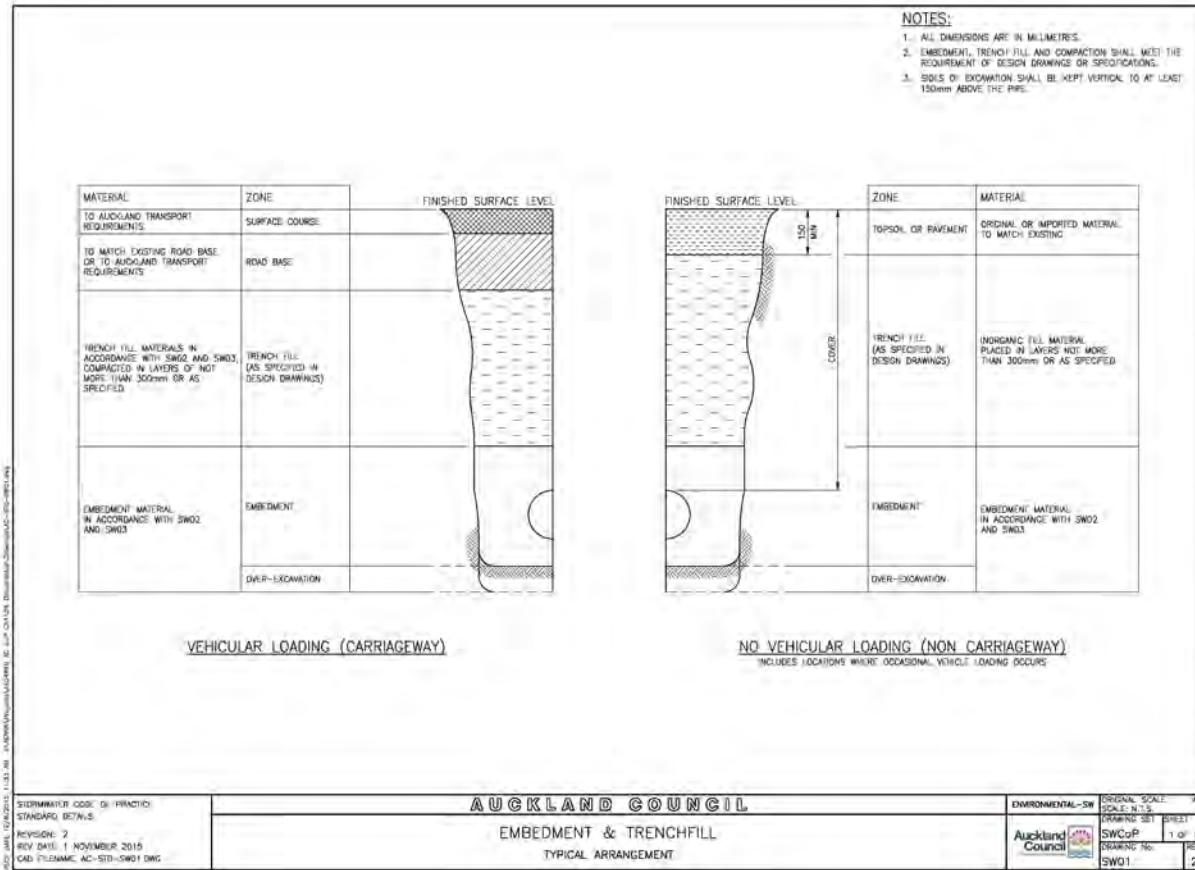 NOTES:
1. ALL DIMENSIONS ARE IN MILLIMETRES.
2. EMBEDMENT, TRENCH FILL AND COMPACTION SHALL MEET THE
REQUIREMENT OF DESIGN DRAWINGS OR SPECIFICATIONS.
3. SIDES OF EXCAVATION SHALL BE KEPT VERTICAL TO AT LEAST
150mm ABOVE THE PIPE.
MATERIAL
ZONE
FINISHED SURFACE LEVEL
TO AUCKLAND TRANSPORT
REQUIREMENTS
SURFACE COURSE
TO MATCH EXISTING ROAD BASE
OR TO AUCKLAND TRANSPORT
REQUIREMENTS
ROAD BASE
TRENCH FILL MATERIALS IN
ACCORDANCE WITH SW02 AND SW03,
COMPACTED IN LAYERS OF NOT
MORE THAN 300mm OR AS
SPECIFIED
TRENCH FILL
(AS SPECIFIED IN
DESIGN DRAWINGS)
EMBEDMENT MATERIAL
IN ACCORDANCE WITH SW02
AND SW03
EMBEDMENT
OVER-EXCAVATION
VEHICULAR LOADING (CARRIAGEWAY)
FINISHED SURFACE LEVEL
ZONE
MATERIAL
150
MIN
COVER
TOPSOIL OR PAVEMENT
ORIGINAL OR IMPORTED MATERIAL
TO MATCH EXISTING
TRENCH FILL
(AS SPECIFIED IN
DESIGN DRAWINGS)
INORGANIC FILL MATERIAL
PLACED IN LAYERS NOT MORE
THAN 300mm OR AS SPECIFIED
EMBEDMENT
EMBEDMENT MATERIAL
IN ACCORDANCE WITH SW02
AND SW03
OVER-EXCAVATION
NO VEHICULAR LOADING (NON CARRIAGEWAY)
INCLUDES LOCATIONS WHERE OCCASIONAL VEHICLE LOADING OCCURS
STORMWATER CODE OF PRACTICE
STANDARD DETAILS
REVISION: 2
REV DATE: 1 NOVEMBER 2015
CAD FILENAME: AC-STD-SW01.DWG
AUCKLAND COUNCIL
EMBEDMENT & TRENCHFILL
TYPICAL ARRANGEMENT
ENVIRONMENTAL-SW
Auckland
Council
ORIGINAL SCALE
SCALE: N.T.S.
DRAWING SET
SWCoP
SHEET
1 OF
DRAWING No.
SW01
2